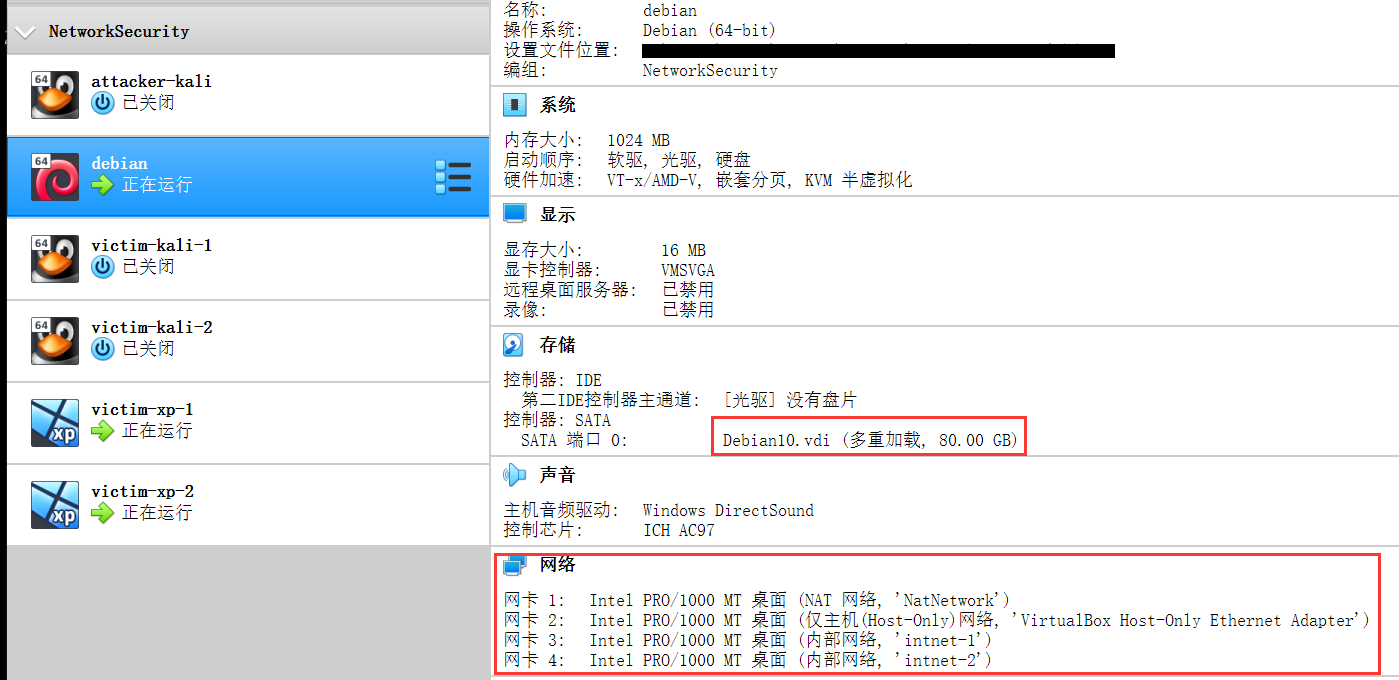 NetworkSecurity
64
attacker-kali
已关闭
64
debian
正在运行
64
victim-kali-1
已关闭
64
victim-kali-2
已关闭
xp
victim-xp-1
正在运行
xp
victim-xp-2
正在运行
名称: debian
操作系统: Debian (64-bit)
设置文件位置:
编组: NetworkSecurity
系统
内存大小: 1024 MB
启动顺序: 软驱, 光驱, 硬盘
硬件加速: VT-x/AMD-V, 嵌套分页, KVM 半虚拟化
显示
显存大小: 16 MB
显卡控制器: VMSVGA
远程桌面服务器: 已禁用
录像: 已禁用
存储
控制器: IDE
第二IDE控制器主通道: [光驱] 没有盘片
控制器: SATA
SATA 端口 0: Debian10.vdi (多重加载, 80.00 GB)
声音
主机音频驱动: Windows DirectSound
控制芯片: ICH AC97
网络
网卡 1: Intel PRO/1000 MT 桌面 (NAT 网络, 'NatNetwork')
网卡 2: Intel PRO/1000 MT 桌面 (仅主机(Host-Only)网络, 'VirtualBox Host-Only Ethernet Adapter')
网卡 3: Intel PRO/1000 MT 桌面 (内部网络, 'intnet-1')
网卡 4: Intel PRO/1000 MT 桌面 (内部网络, 'intnet-2')